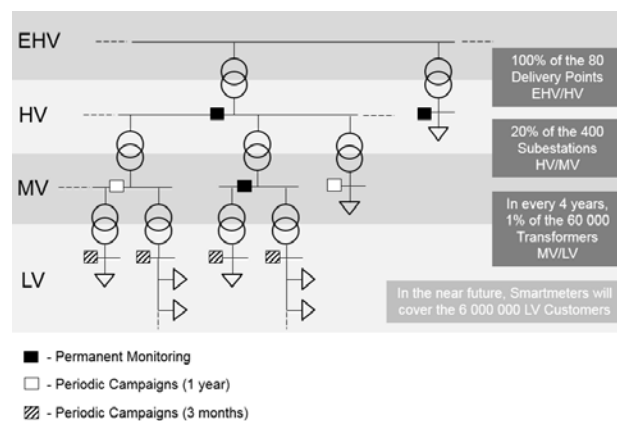 EHV
100% of the 80
Delivery Points
EHV/HV
HV
20% of the 400
Subestations
HV/MV
MV
In every 4 years,
1% of the 60 000
Transformers
MV/LV
LV
In the near future, Smartmeters will
cover the 6 000 000 LV Customers
- Permanent Monitoring
- Periodic Campaigns (1 year)
- Periodic Campaigns (3 months)